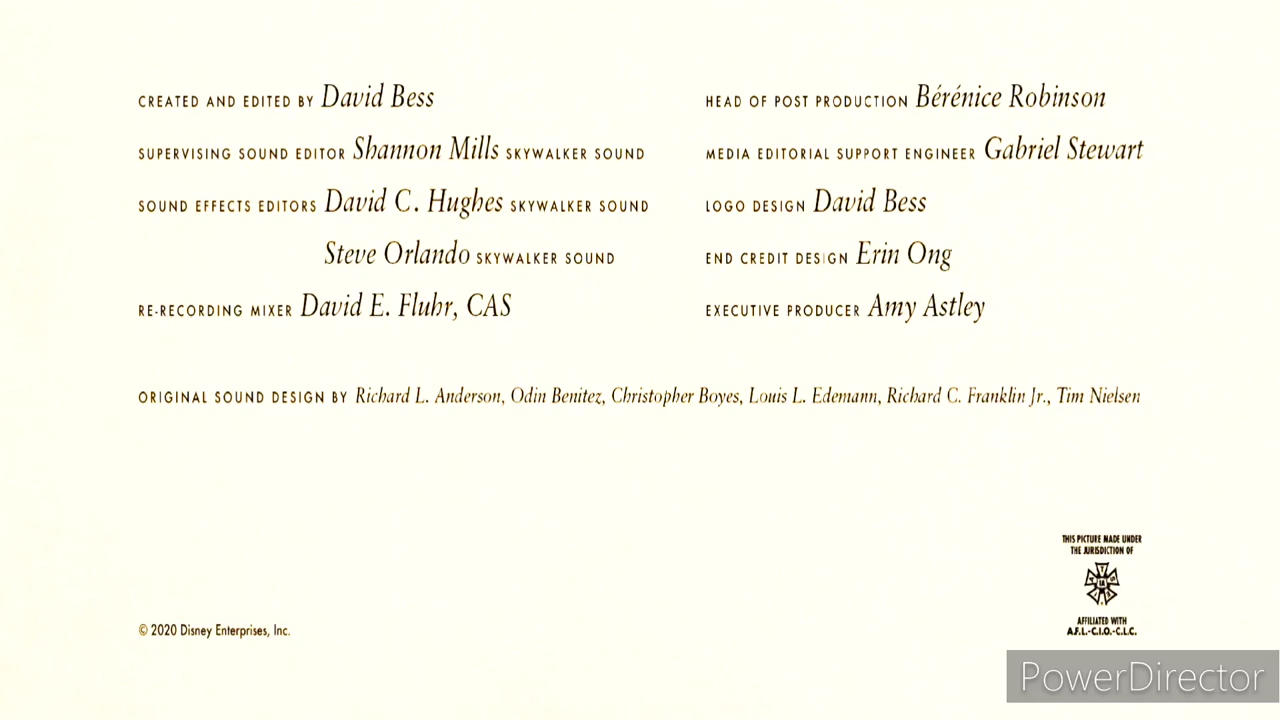 CREATED AND EDITED BY David Bess
SUPERVISING SOUND EDITOR Shannon Mills SKYWALKER SOUND
SOUND EFFECTS EDITORS David C. Hughes SKYWALKER SOUND
Steve Orlando SKYWALKER SOUND
RE-RECORDING MIXER David E. Fluhr, CAS
HEAD OF POST PRODUCTION Bérénice Robinson
MEDIA EDITORIAL SUPPORT ENGINEER Gabriel Stewart
LOGO DESIGN David Bess
END CREDIT DESIGN Erin Ong
EXECUTIVE PRODUCER Amy Astley
ORIGINAL SOUND DESIGN BY Richard L. Anderson, Odin Benitez, Christopher Boyes, Louis L. Edemann, Richard C. Franklin Jr., Tim Nielsen
THIS PICTURE MADE UNDER
THE JURISDICTION OF
IA
AFFILIATED WITH
A.F.L.-C.I.O.-C.L.C.
© 2020 Disney Enterprises, Inc.
PowerDirector